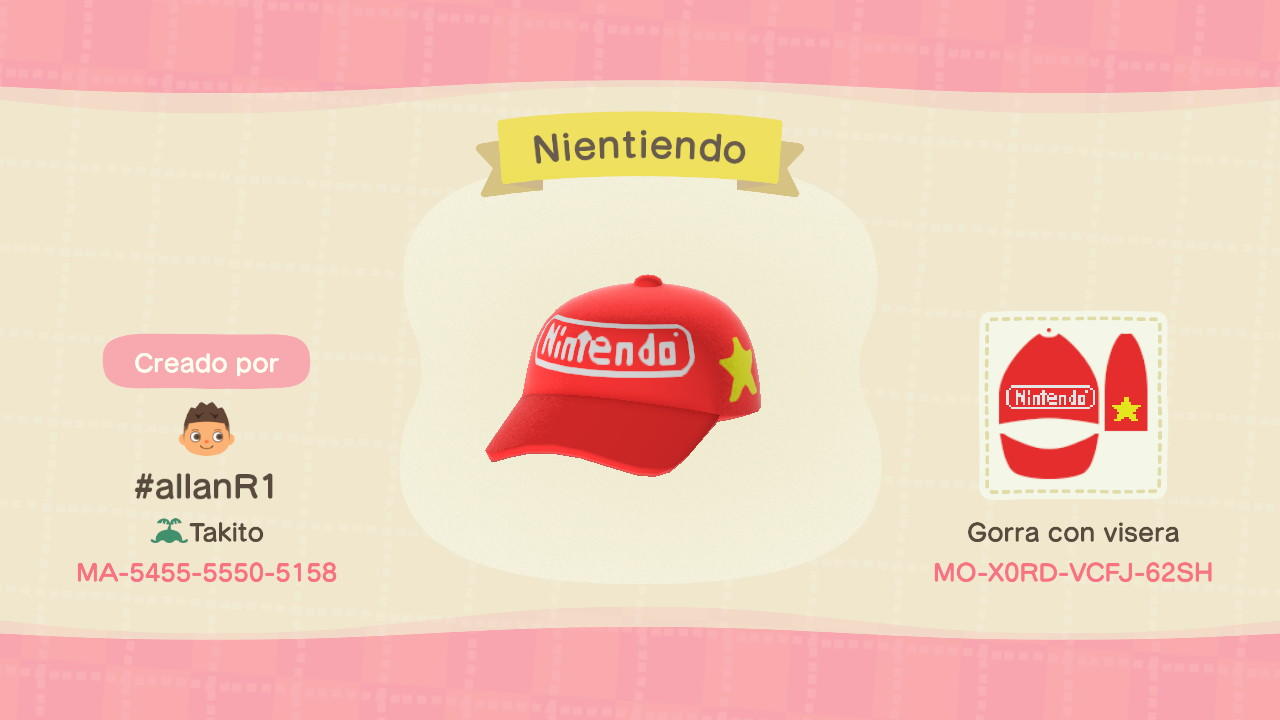 Nientiendo
Nintendo
Creado por
#allanR1
Takito
MA-5455-5550-5158
Nintendo
Gorra con visera
MO-X0RD-VCFJ-62SH